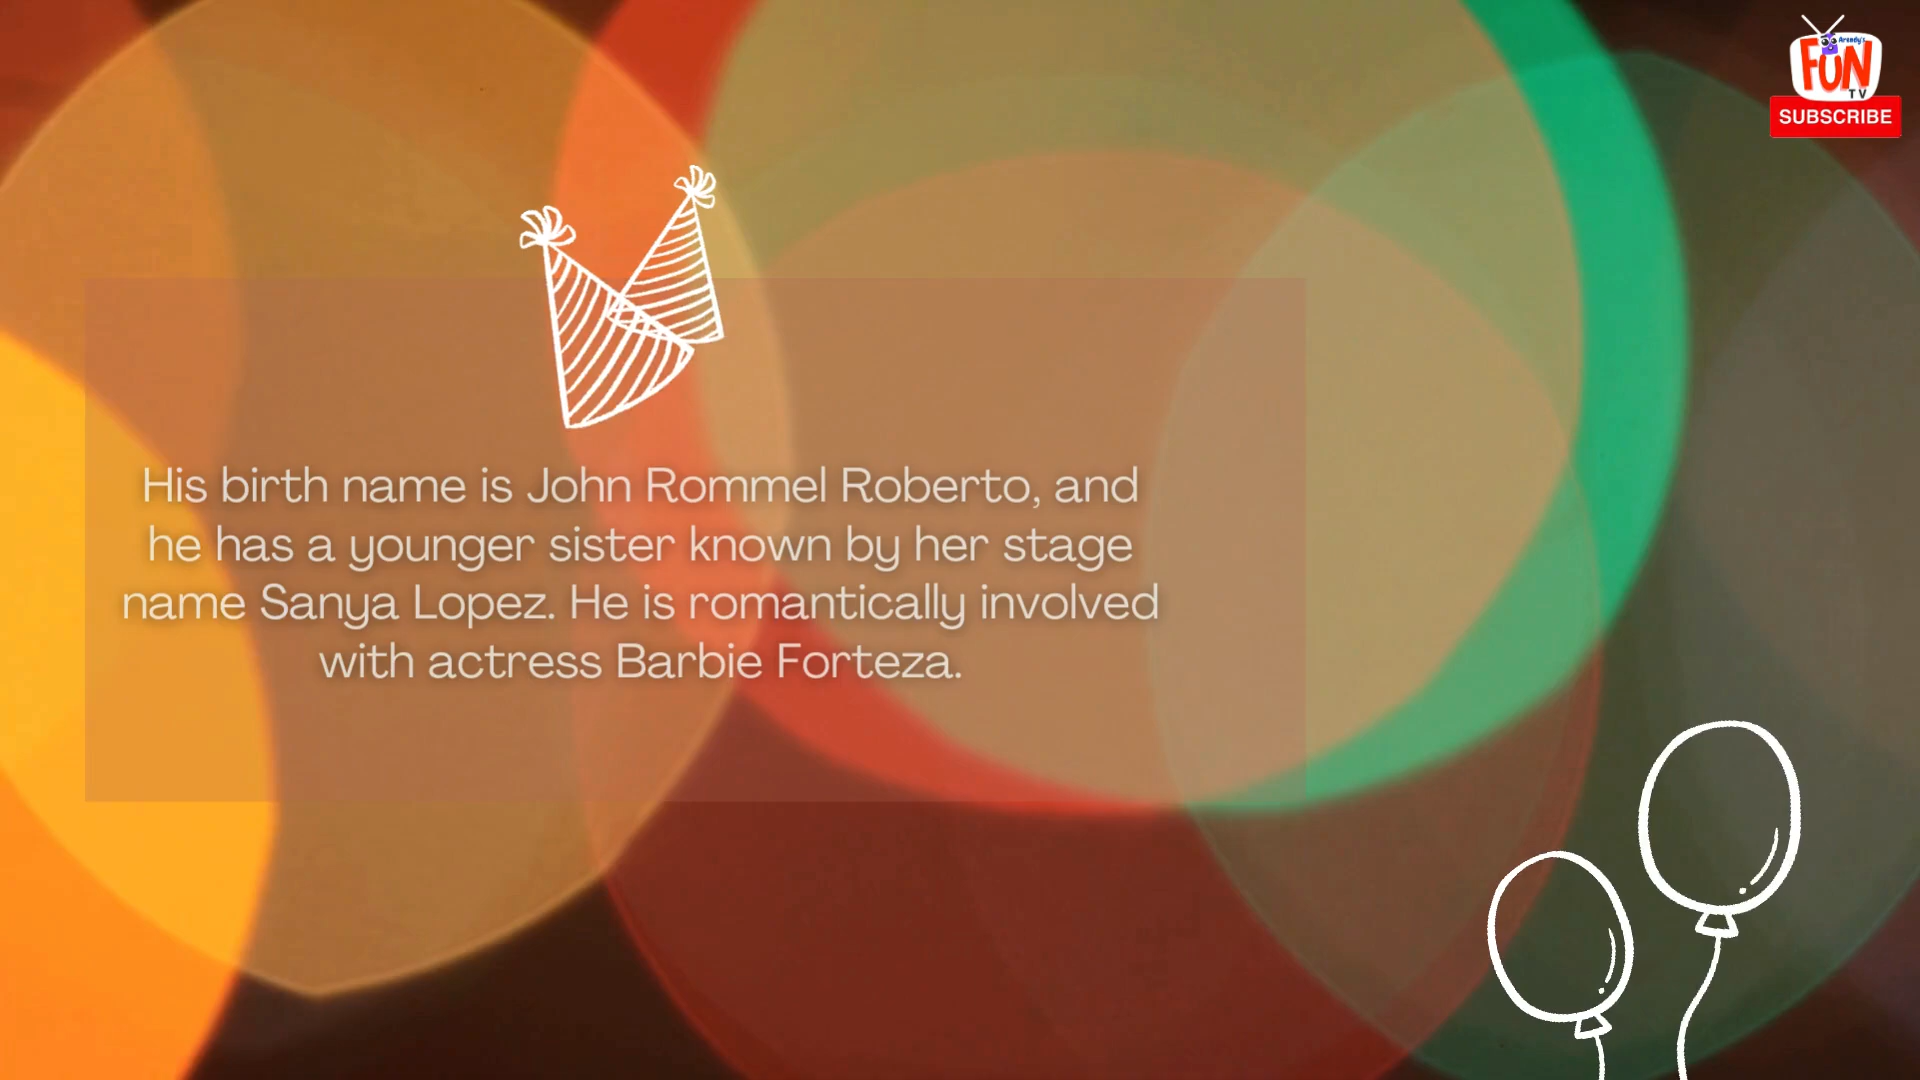 Aready's
FUN
TV
SUBSCRIBE
His birth name is John Rommel Roberto, and
he has a younger sister known by her stage
name Sanya Lopez. He is romantically involved
with actress Barbie Forteza.